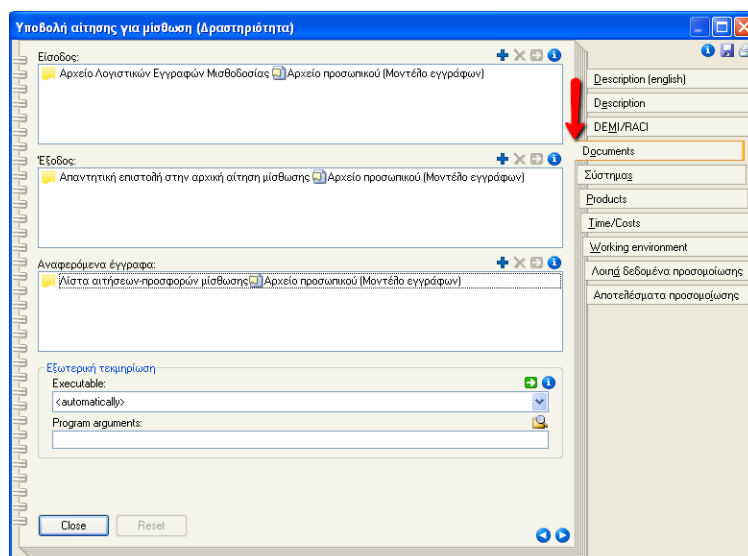 Υποβολή αίτησης για μίσθωση (Δραστηριότητα)
Είσοδος:
Αρχείο Λογιστικών Εγγραφών Μισθοδοσίας Αρχείο προσωπικού (Μοντέλο εγγράφων)
Έξοδος:
Απαντητική επιστολή στην αρχική αίτηση μίσθωσης Αρχείο προσωπικού (Μοντέλο εγγράφων)
Αναφερόμενα έγγραφα:
Λίστα αιτήσεων-προσφορών μίσθωσης Αρχείο προσωπικού (Μοντέλο εγγράφων)
Εξωτερική τεκμηρίωση
Executable:
<automatically>
Program arguments:
Close
Reset
Description (english)
Description
DEMI/RACI
Documents
Σύστημας
Products
Time/Costs
Working environment
Λοιπά δεδομένα προσομοίωσης
Αποτελέσματα προσομοίωσης